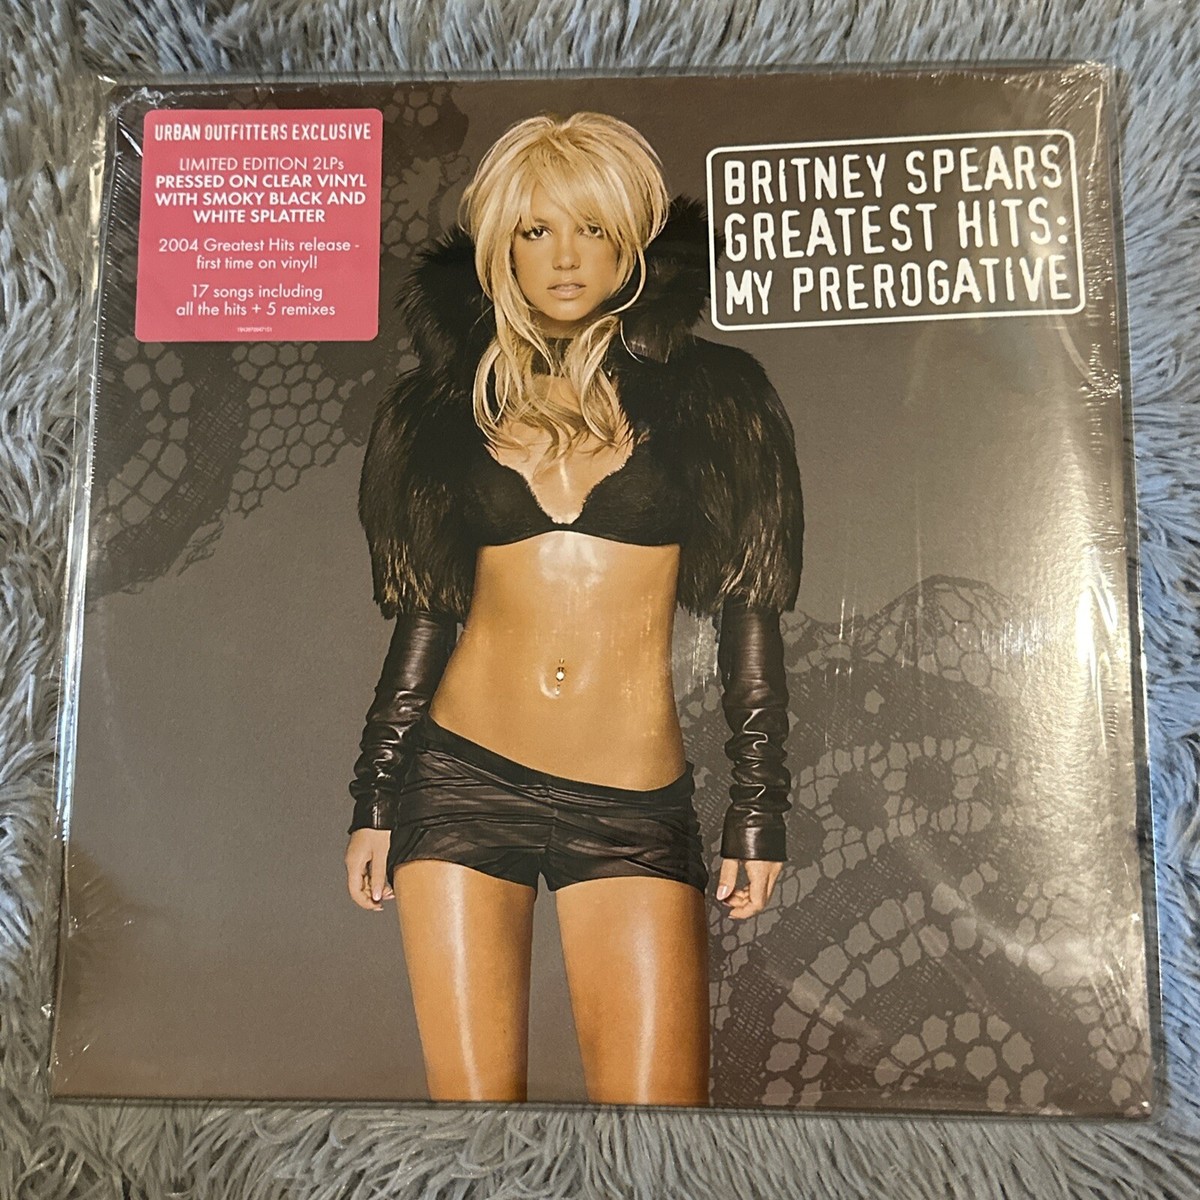 URBAN OUTFITTERS EXCLUSIVE
LIMITED EDITION 2LPs
PRESSED ON CLEAR VINYL
WITH SMOKY BLACK AND
WHITE SPLATTER
2004 Greatest Hits release -
first time on vinyl!
17 songs including
all the hits + 5 remixes
BRITNEY SPEARS
GREATEST HITS:
MY PREROGATIVE